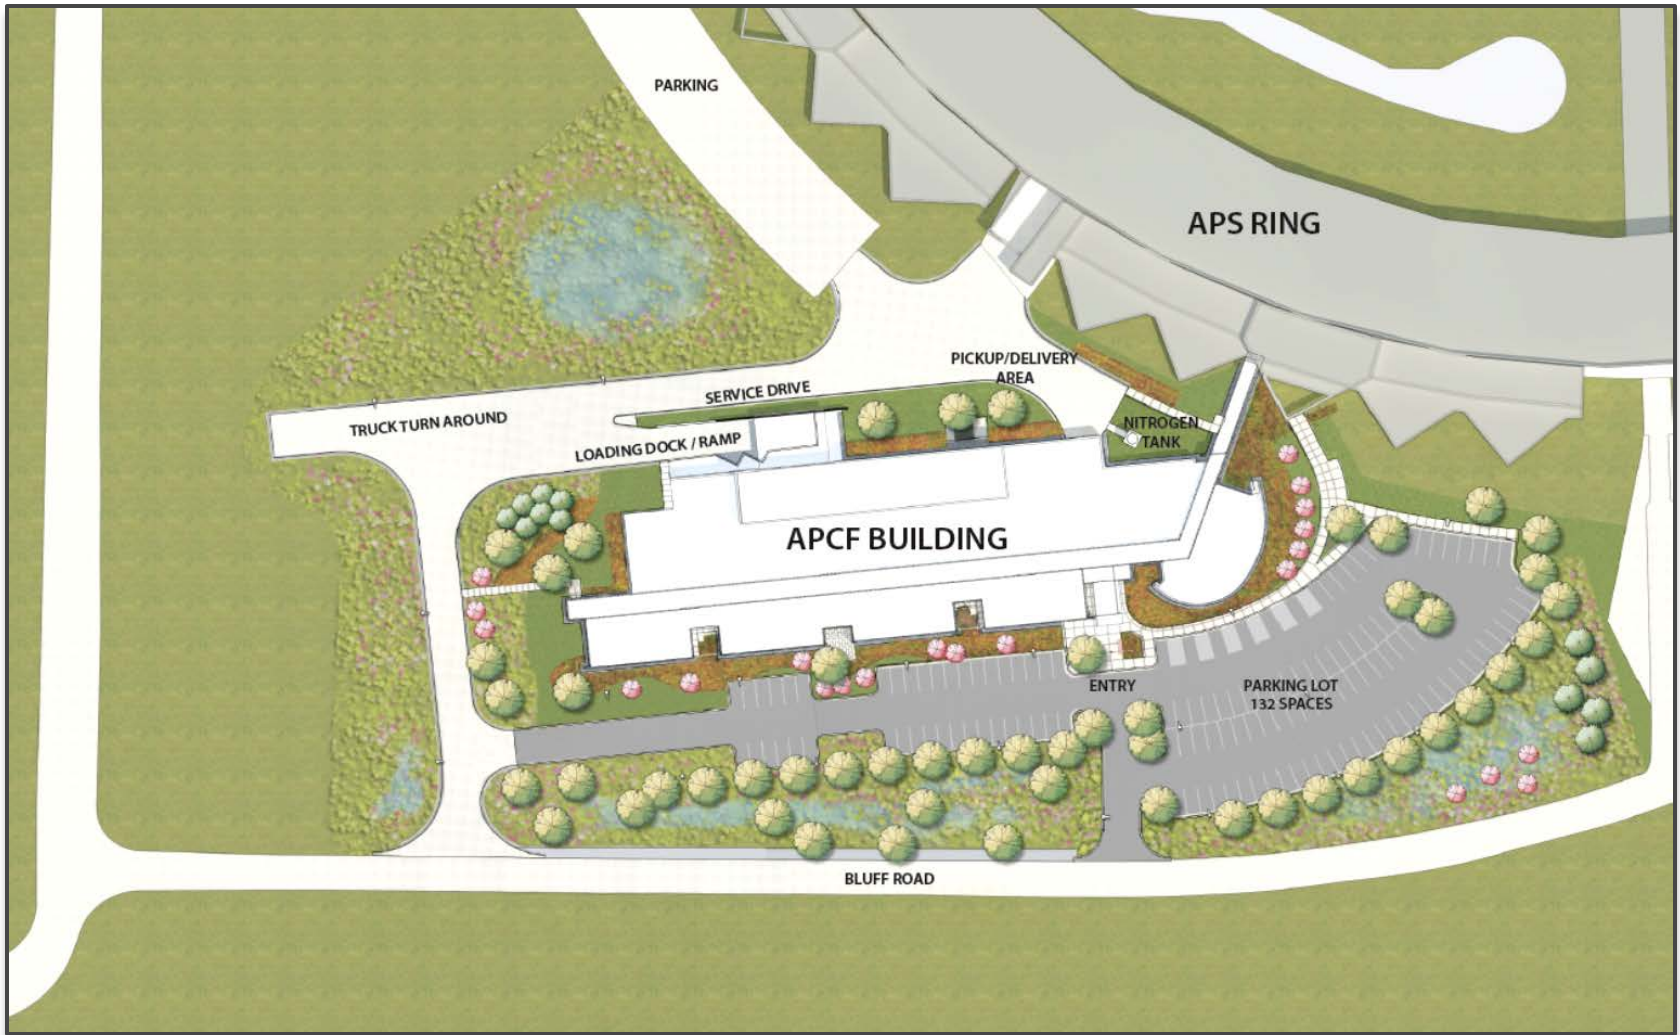 PARKING
APS RING
PICKUP/DELIVERY
AREA
SERVICE DRIVE
TRUCK TURN AROUND
NITROGEN
TANK
LOADING DOCK / RAMP
APCF BUILDING
ENTRY
PARKING LOT
132 SPACES
BLUFF ROAD